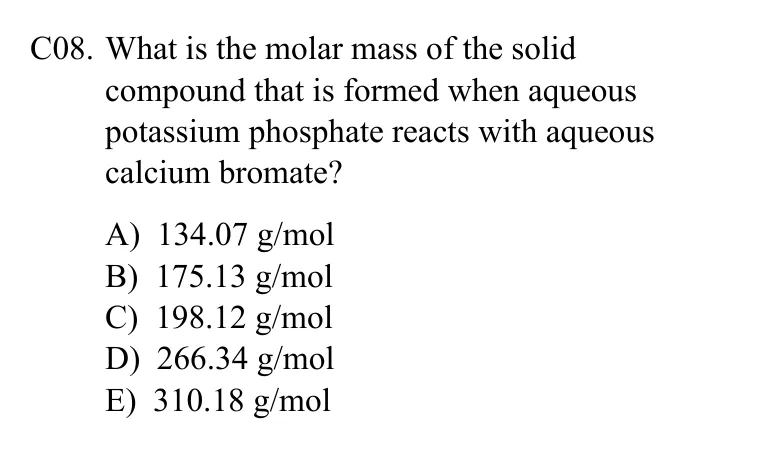 C08. What is the molar mass of the solid
compound that is formed when aqueous
potassium phosphate reacts with aqueous
calcium bromate?
A) 134.07 g/mol
B) 175.13 g/mol
C) 198.12 g/mol
D) 266.34 g/mol
E) 310.18 g/mol